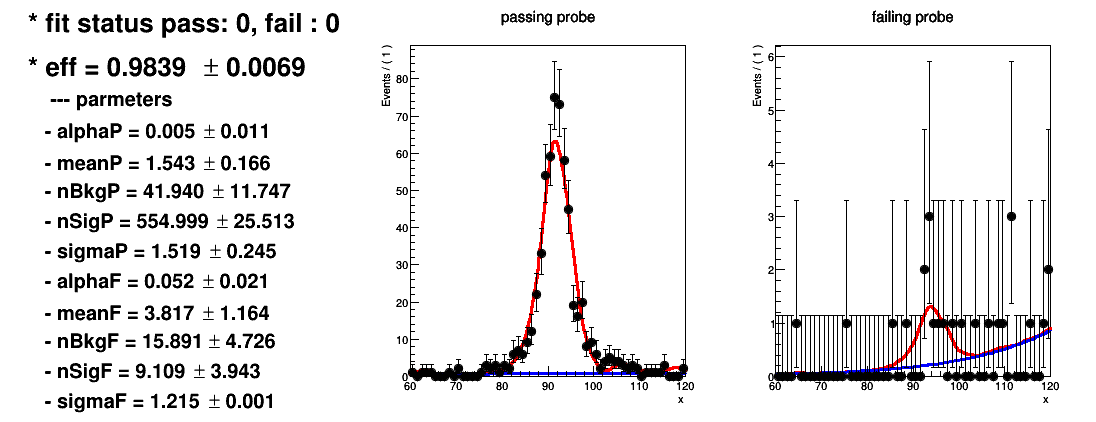 * fit status pass: 0, fail : 0
* eff = 0.9839 ± 0.0069
--- parmeters
- alphaP = 0.005 ± 0.011
- meanP = 1.543 ± 0.166
- nBkgP = 41.940 ± 11.747
- nSigP = 554.999 ± 25.513
- sigmaP = 1.519 ± 0.245
- alphaF = 0.052 ± 0.021
- meanF = 3.817 ± 1.164
- nBkgF = 15.891 ± 4.726
- nSigF = 9.109 ± 3.943
- sigmaF = 1.215 ± 0.001
passing probe
Events / ( 1 )
80
70
60
50
40
30
20
10
0
60 70 80 90 100 110 120
x
failing probe
Events / ( 1 )
6
5
4
3
2
1
0
60 70 80 90 100 110 120
x